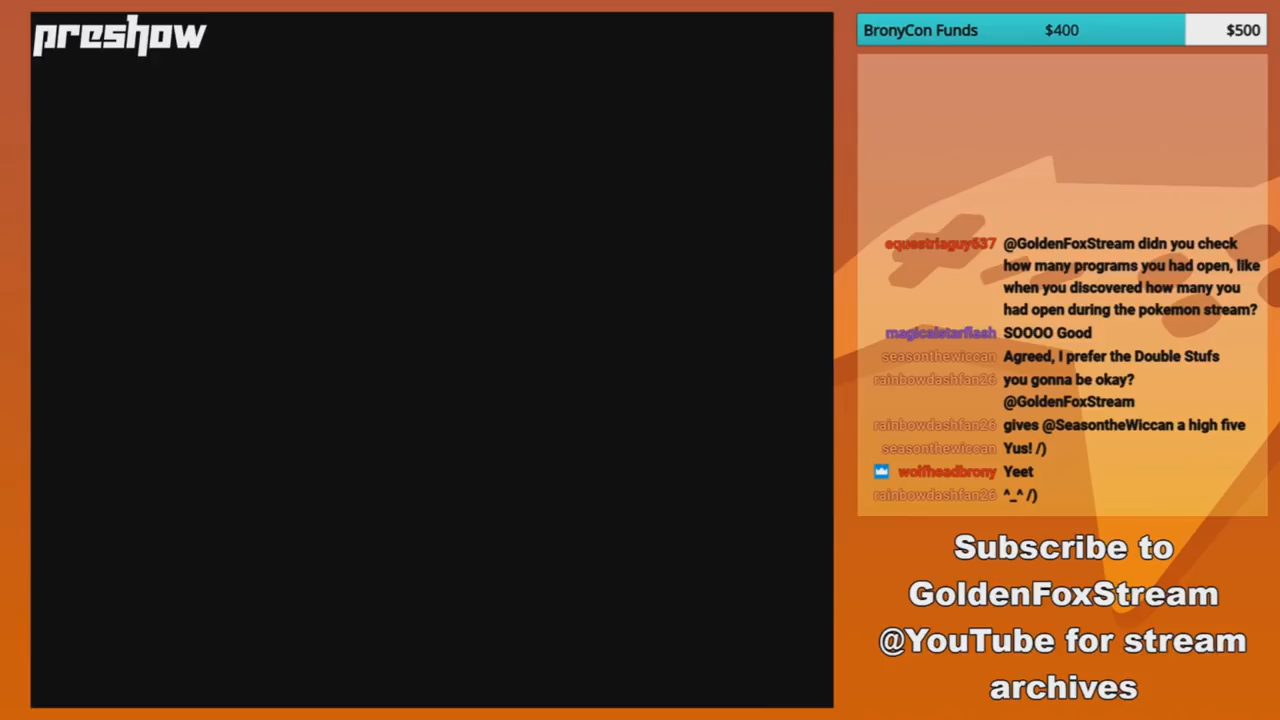 preshow
BronyCon Funds $400 $500
equestriaguy637 @GoldenFoxStream didn you check
how many programs you had open, like
when you discovered how many you
had open during the pokemon stream?
magicalstarflash SOOOO Good
seasonthewiccan Agreed, I prefer the Double Stufs
rainbowdashfan26 you gonna be okay?
@GoldenFoxStream
rainbowdashfan26 gives @SeasontheWiccan a high five
seasonthewiccan Yus! /)
wolfheadbrony Yeet
rainbowdashfan26 ^_^ /)
Subscribe to
GoldenFoxStream
@YouTube for stream
archives